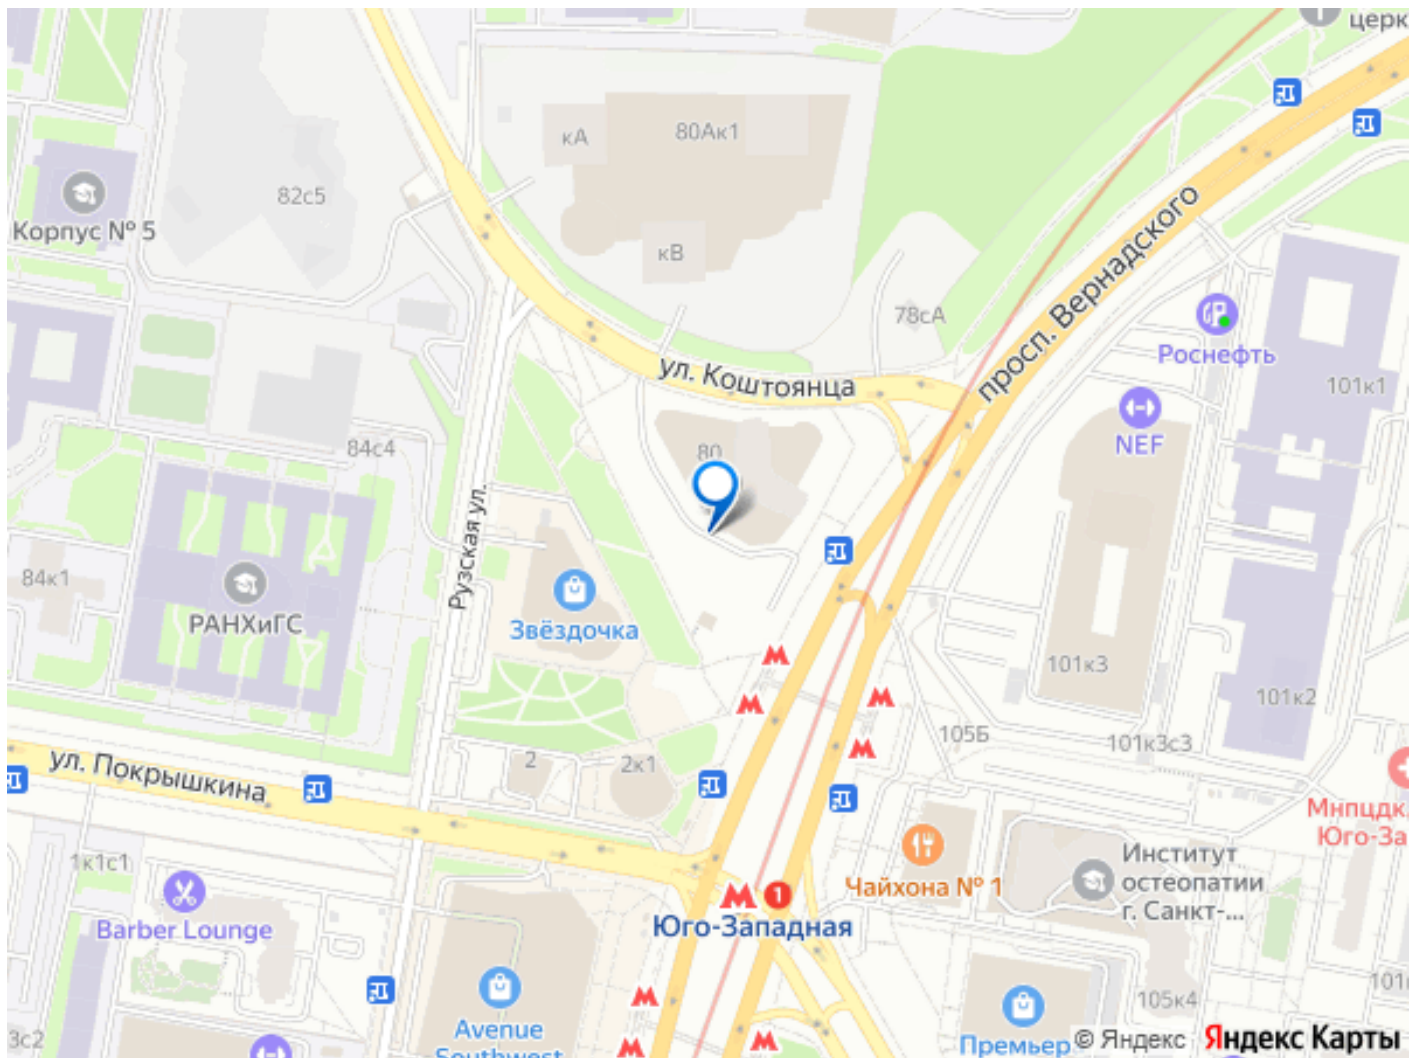 церк
80Ак1
кА
82с5
Корпус № 5
кВ
просп. Вернадского
78сА
Роснефть
ул. Коштоянца
101к1
NEF
84с4
80
Рузская ул.
84к1
РАНХиГС
Звёздочка
101к3
101к2
105Б
101к3с3
ул. Покрышкина
2
2к1
Мнпцдк,
Юго-За
1к1с1
Чайхона № 1
Институт
остеопатии
г. Санкт-...
Barber Lounge
1
Юго-Западная
101к
105к4
3с2
Avenue
Southwest
Премьер
© Яндекс
Яндекс Карты